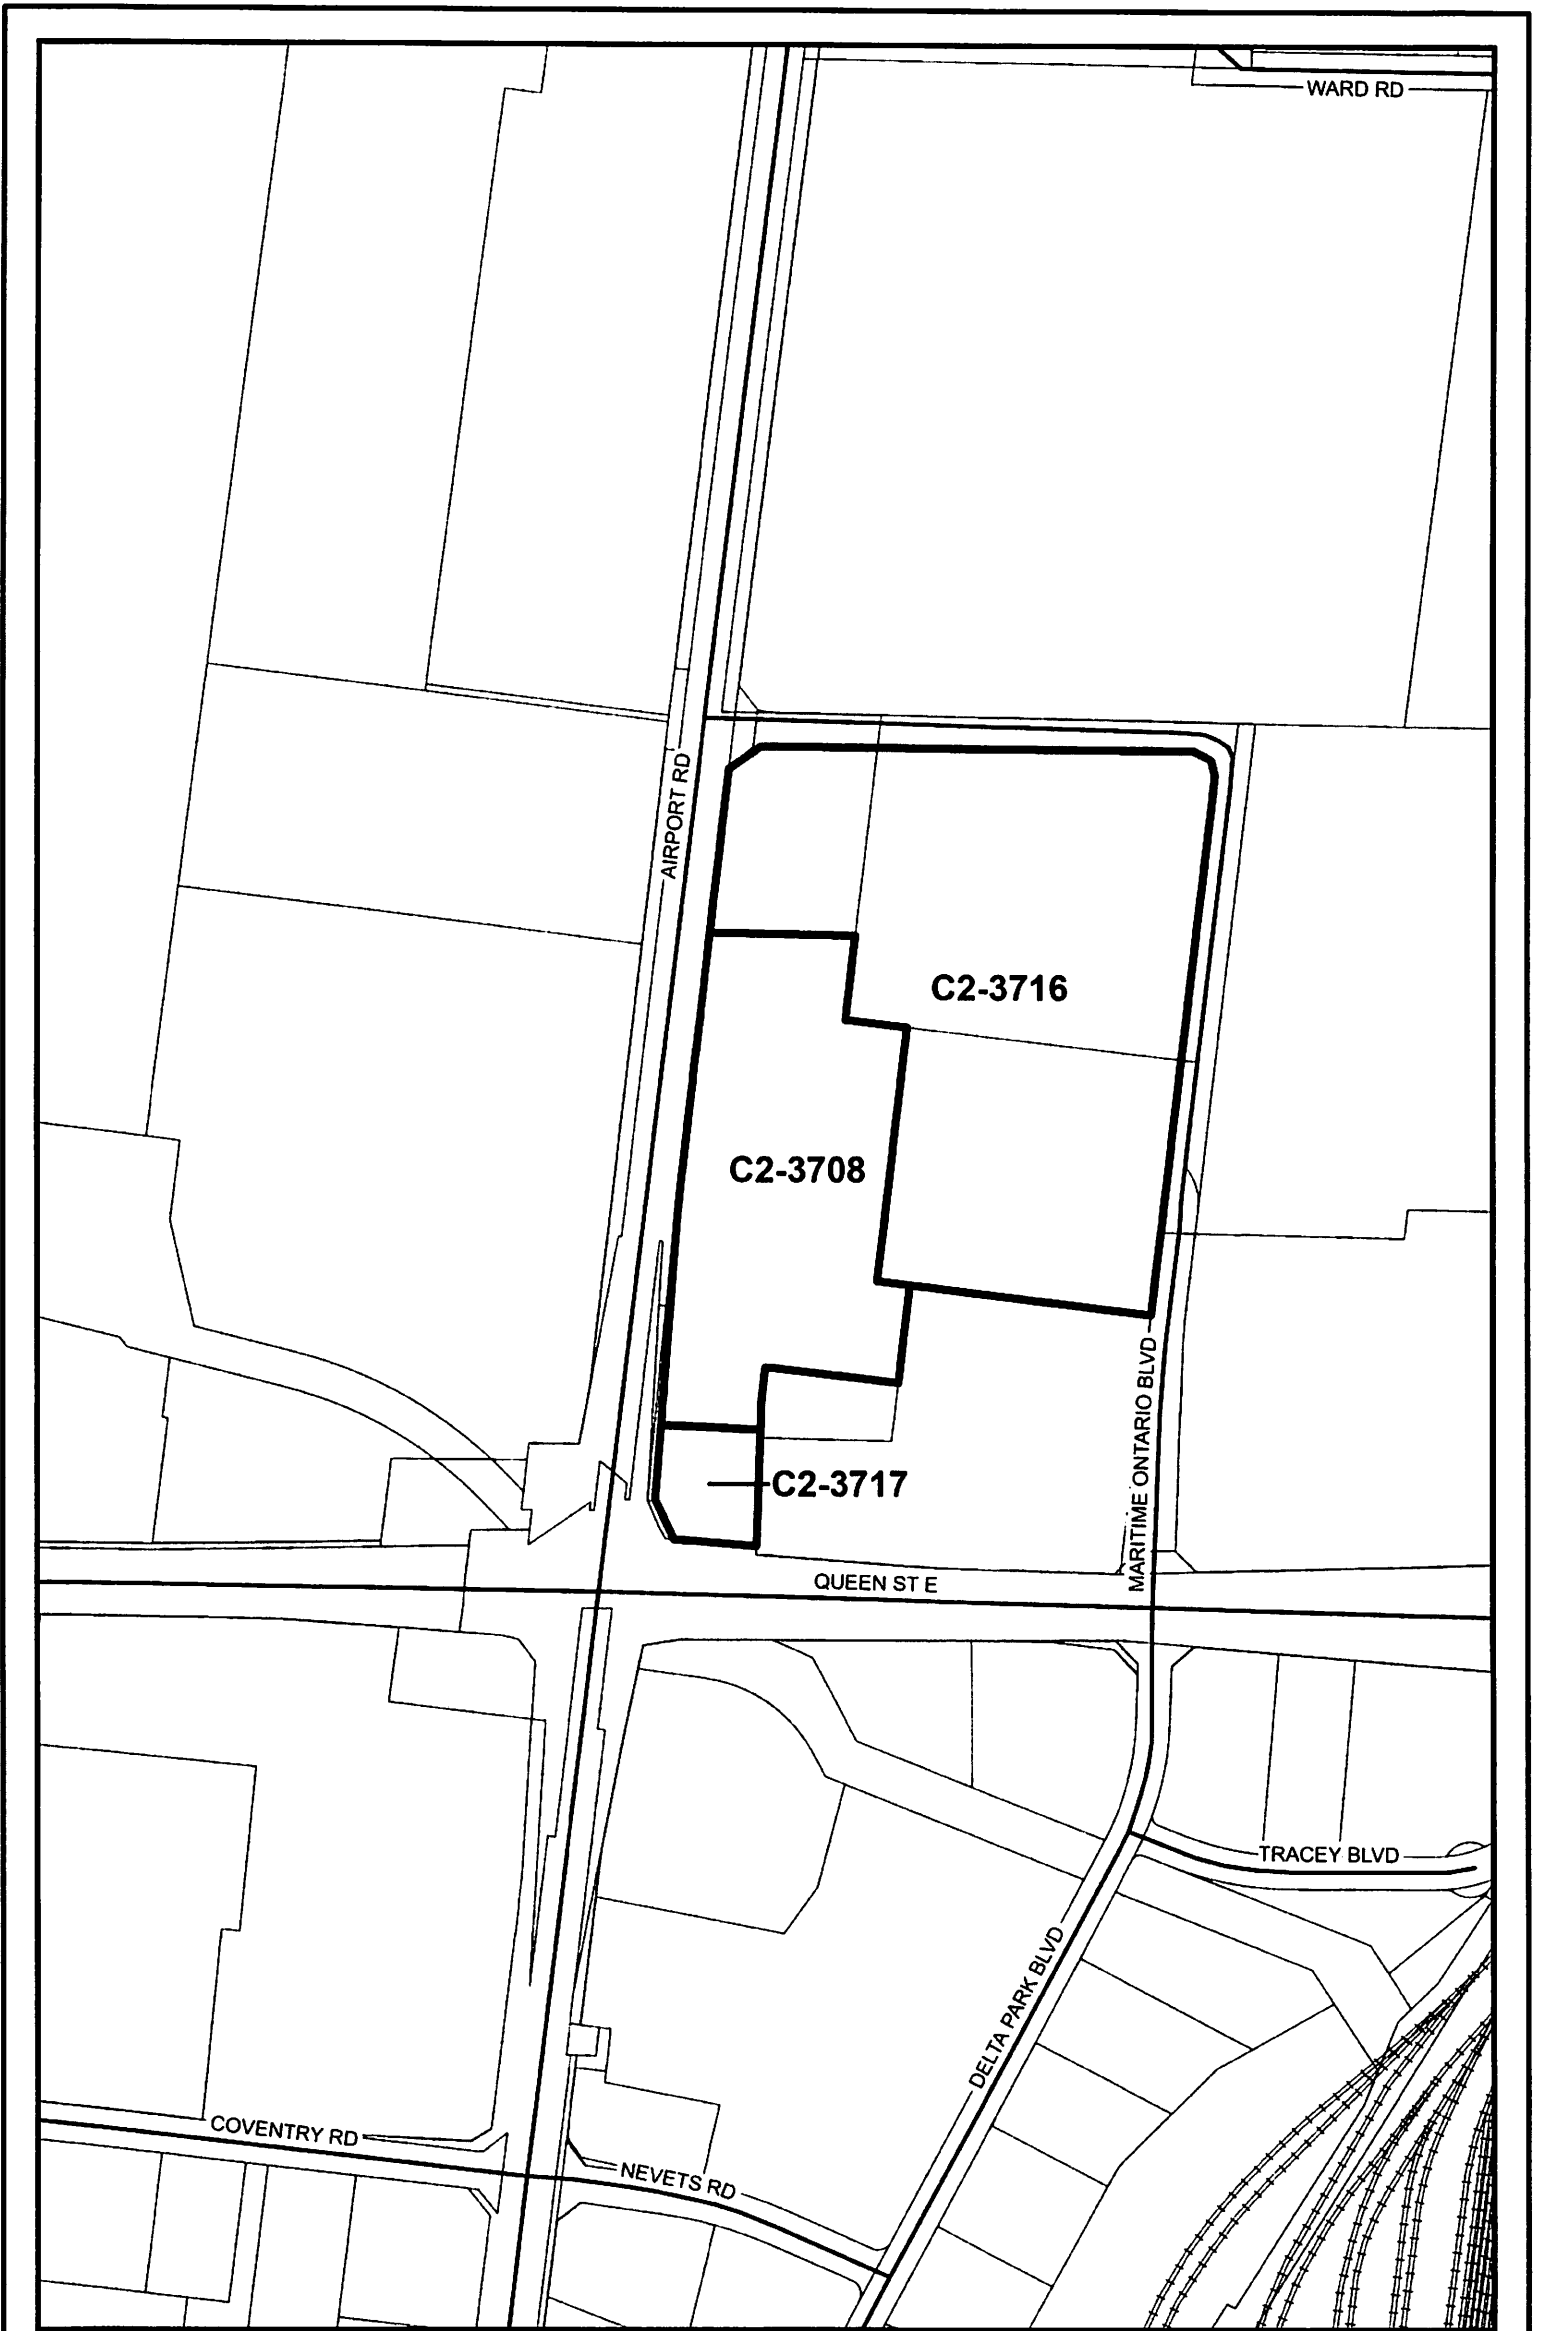 WARD RD
AIRPORT RD
C2-3716
C2-3708
MARITIME ONTARIO BLVD
C2-3717
QUEEN ST E
TRACEY BLVD
DELTA PARK BLVD
COVENTRY RD
NEVETS RD